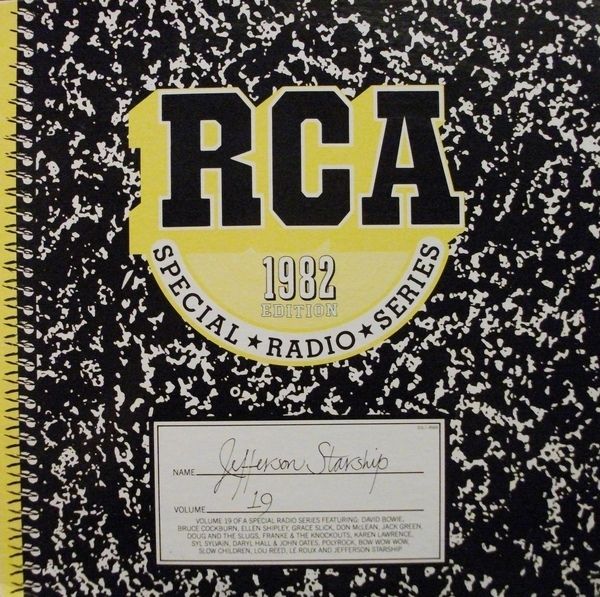 RCA
1982
EDITION
SPECIAL ★ RADIO ★ SERIES
NAME Jefferson Starship
VOLUME 19
VOLUME 19 OF A SPECIAL RADIO SERIES FEATURING: DAVID BOWIE,
BRUCE COCKBURN, ELLEN SHIPLEY, GRACE SLICK, DON McLEAN, JACK GREEN,
DOUG AND THE SLUGS, FRANKE & THE KNOCKOUTS, KAREN LAWRENCE,
SYL SYLVAIN, DARYL HALL & JOHN OATES, POLYROCK, BOW WOW WOW,
SLOW CHILDREN, LOU REED, LE ROUX AND JEFFERSON STARSHIP